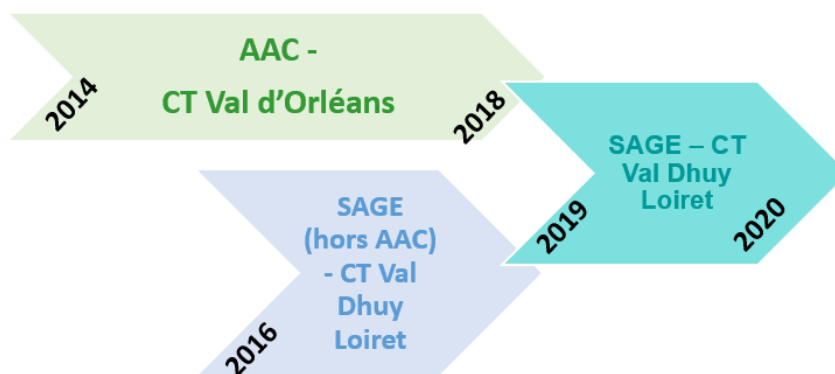 AAC -
CT Val d'Orléans
2014
2018
SAGE – CT
Val Dhuy
Loiret
2019
2020
SAGE
(hors AAC)
- CT Val
Dhuy
Loiret
2016